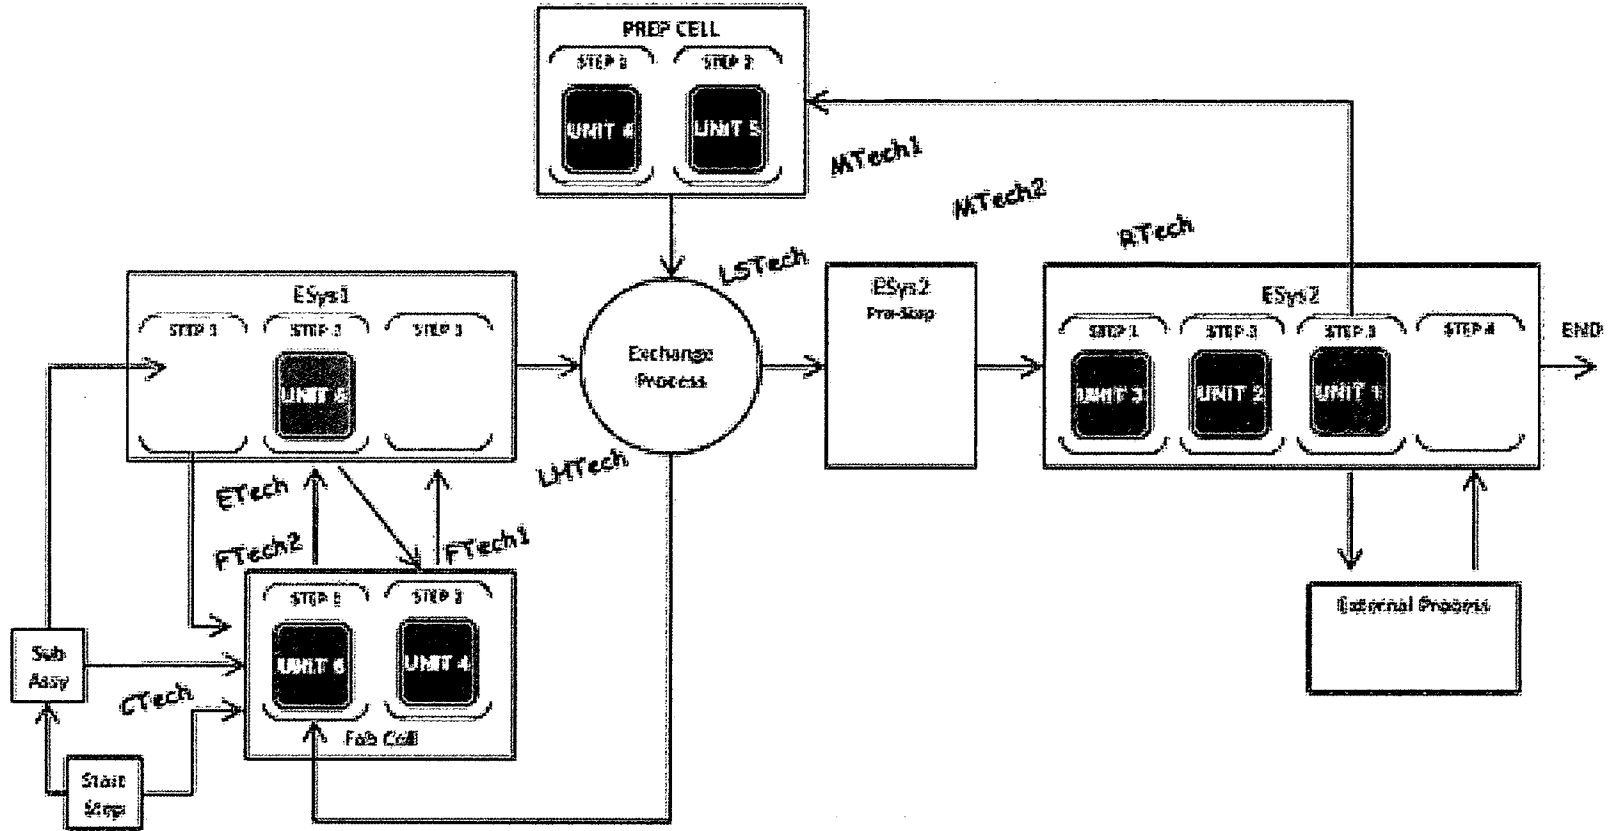 PREP CELL
STEP 1
STEP 2
UNIT 4
UNIT 5
MTech1
MTech2
RTech
LSTech
ESys1
STEP 1
STEP 2
STEP 3
UNIT 6
Exchange
Process
ESys2
Pre-Step
ESys2
STEP 1
STEP 2
STEP 3
STEP 4
UNIT 3
UNIT 2
UNIT 1
END
LHTech
ETech
FTech2
FTech1
STEP 1
STEP 2
UNIT 6
UNIT 4
Fab Cell
External Process
Sub
Assy
CTech
Start
Step